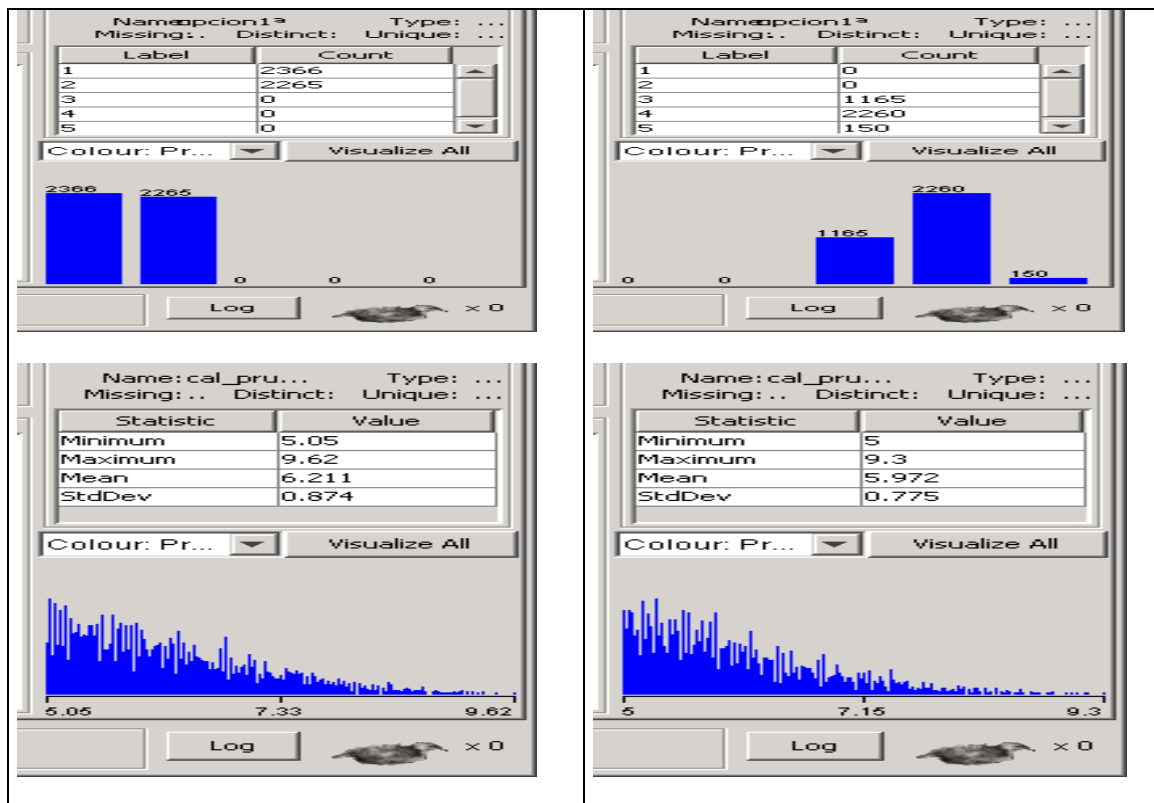 Name: opcion1ª Type: ...
Missing: .. Distinct: Unique: ...
Label Count
1 2366
2 2265
3 0
4 0
5 0
Colour: Pr... Visualize All
2366 2265 0 0 0
Log x 0
Name: opcion1ª Type: ...
Missing: .. Distinct: Unique: ...
Label Count
1 0
2 0
3 1165
4 2260
5 150
Colour: Pr... Visualize All
0 0 1165 2260 150
Log x 0
Name: cal_pru... Type: ...
Missing: .. Distinct: Unique: ...
Statistic Value
Minimum 5.05
Maximum 9.62
Mean 6.211
StdDev 0.874
Colour: Pr... Visualize All
5.05 7.33 9.62
Log x 0
Name: cal_pru... Type: ...
Missing: .. Distinct: Unique: ...
Statistic Value
Minimum 5
Maximum 9.3
Mean 5.972
StdDev 0.775
Colour: Pr... Visualize All
5 7.15 9.3
Log x 0